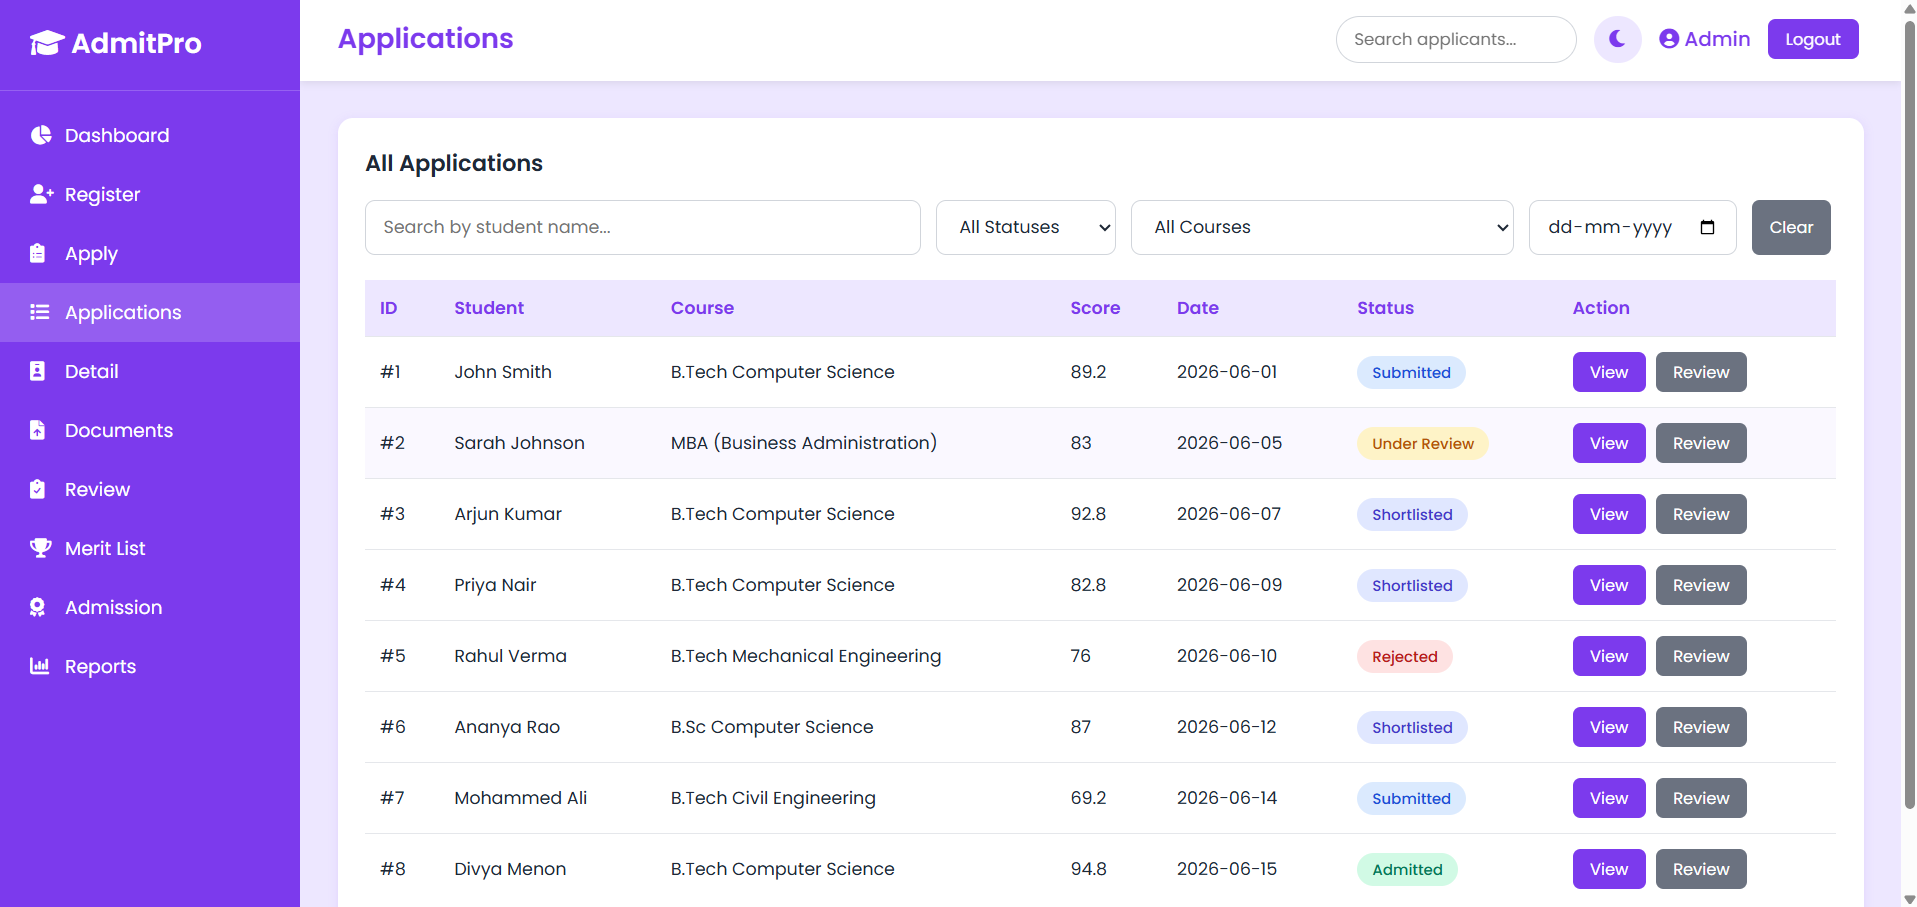 AdmitPro
Applications
Search applicants...
Admin
Logout
Dashboard
Register
Apply
Applications
Detail
Documents
Review
Merit List
Admission
Reports
All Applications
Search by student name...
All Statuses
All Courses
dd-mm-yyyy
Clear
ID Student Course Score Date Status Action
#1 John Smith B.Tech Computer Science 89.2 2026-06-01 Submitted View Review
#2 Sarah Johnson MBA (Business Administration) 83 2026-06-05 Under Review View Review
#3 Arjun Kumar B.Tech Computer Science 92.8 2026-06-07 Shortlisted View Review
#4 Priya Nair B.Tech Computer Science 82.8 2026-06-09 Shortlisted View Review
#5 Rahul Verma B.Tech Mechanical Engineering 76 2026-06-10 Rejected View Review
#6 Ananya Rao B.Sc Computer Science 87 2026-06-12 Shortlisted View Review
#7 Mohammed Ali B.Tech Civil Engineering 69.2 2026-06-14 Submitted View Review
#8 Divya Menon B.Tech Computer Science 94.8 2026-06-15 Admitted View Review